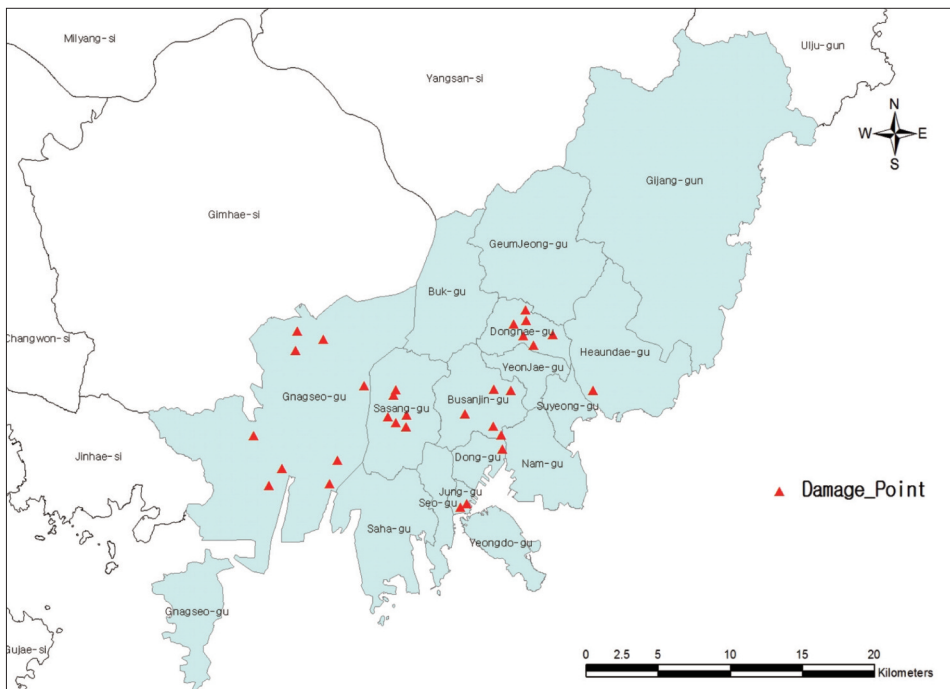 Milyang-si
Ulju-gun
Yangsan-si
N
W E
S
Gijang-gun
Gimhae-si
GeumJeong-gu
Buk-gu
Changwon-si
Dongnae-gu
Heaundae-gu
YeonJae-gu
Gnagseo-gu
Sasang-gu
Busanjin-gu
Suyeong-gu
Jinhae-si
Dong-gu
Nam-gu
Jung-gu
Seo-gu
Damage_Point
Saha-gu
Yeongdo-gu
Gnagseo-gu
Gujae-si
0 2.5 5 10 15 20
Kilometers